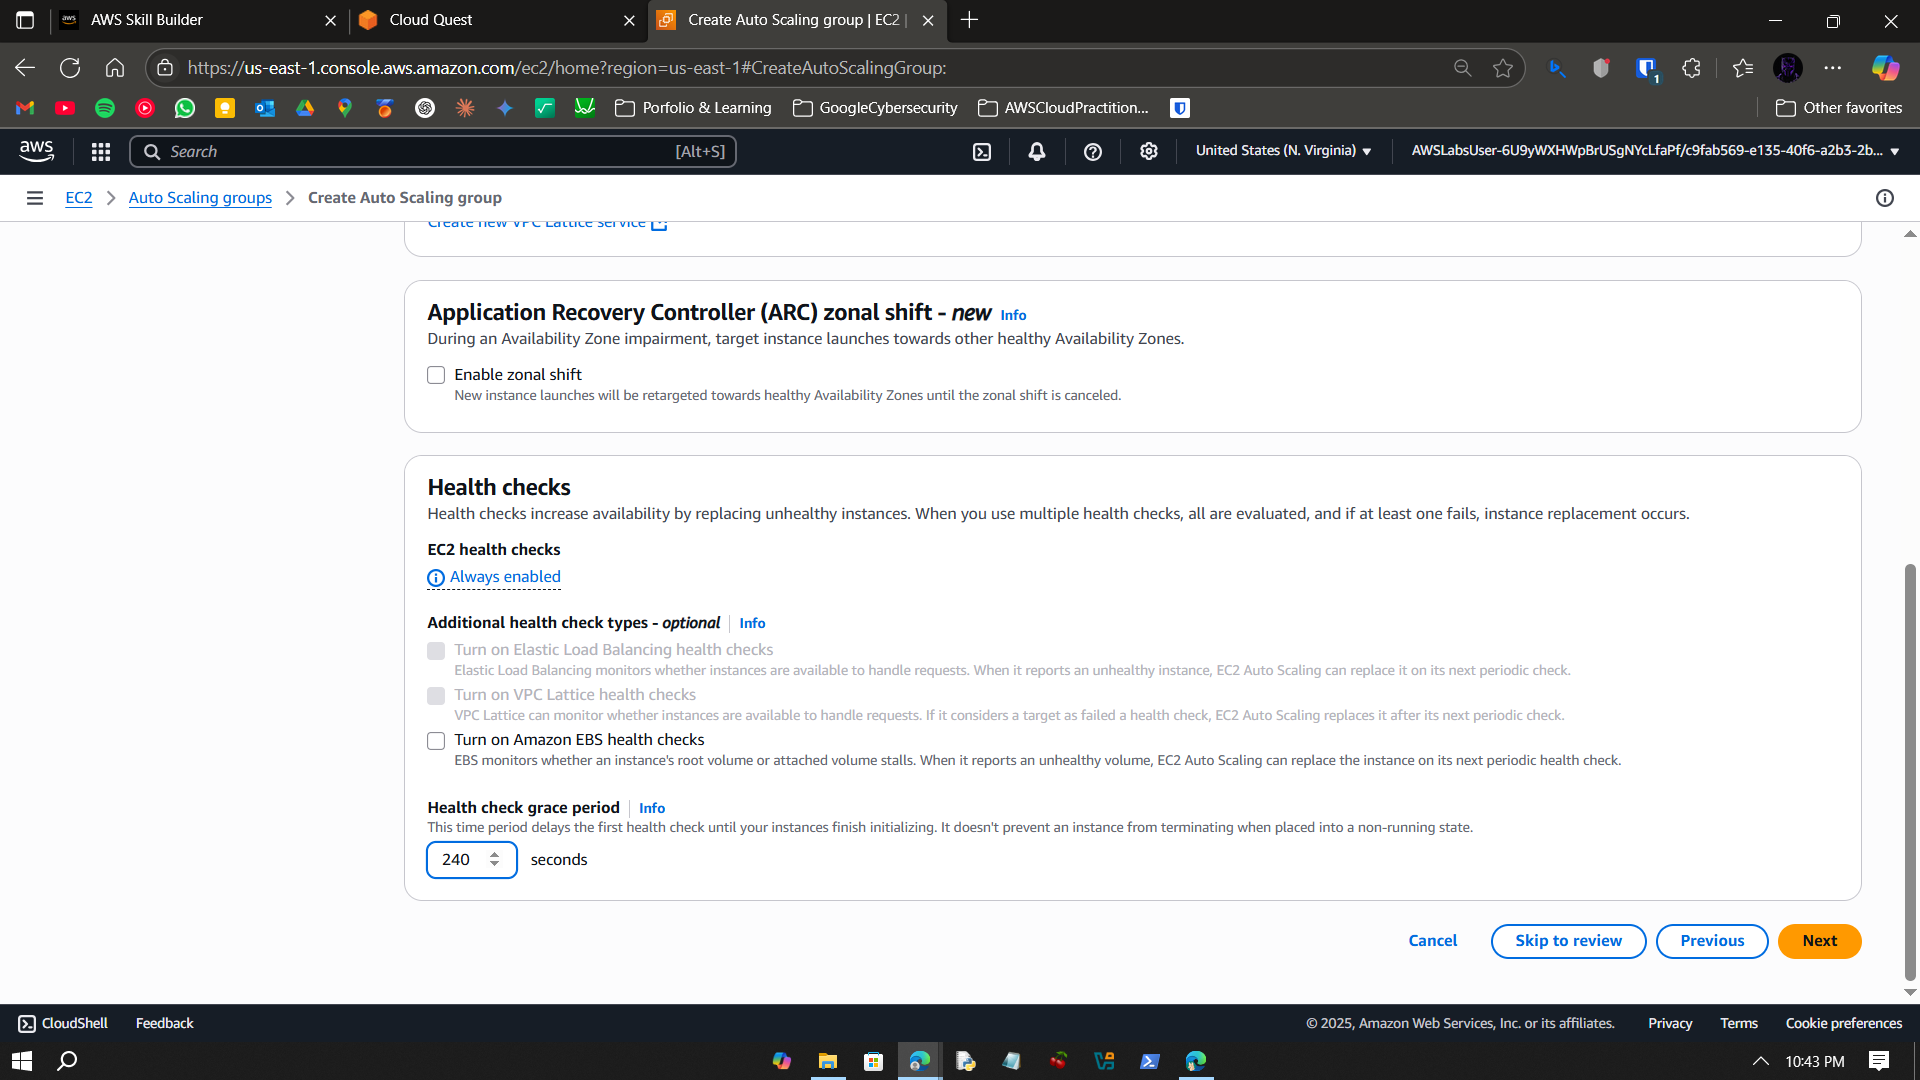 AWS Skill Builder
Cloud Quest
Create Auto Scaling group | EC2 |
https://us-east-1.console.aws.amazon.com/ec2/home?region=us-east-1#CreateAutoScalingGroup:
1
Porfolio & Learning
GoogleCybersecurity
AWSCloudPractition...
Other favorites
aws
Search
[Alt+S]
United States (N. Virginia)
AWSLabsUser-6U9yWXHWpBrUSgNYcLfaPf/c9fab569-e135-40f6-a2b3-2b...
EC2
Auto Scaling groups
Create Auto Scaling group
Create new VPC Lattice service
Application Recovery Controller (ARC) zonal shift - new Info
During an Availability Zone impairment, target instance launches towards other healthy Availability Zones.
Enable zonal shift
New instance launches will be retargeted towards healthy Availability Zones until the zonal shift is canceled.
Health checks
Health checks increase availability by replacing unhealthy instances. When you use multiple health checks, all are evaluated, and if at least one fails, instance replacement occurs.
EC2 health checks
Always enabled
Additional health check types - optional Info
Turn on Elastic Load Balancing health checks
Elastic Load Balancing monitors whether instances are available to handle requests. When it reports an unhealthy instance, EC2 Auto Scaling can replace it on its next periodic check.
Turn on VPC Lattice health checks
VPC Lattice can monitor whether instances are available to handle requests. If it considers a target as failed a health check, EC2 Auto Scaling replaces it after its next periodic check.
Turn on Amazon EBS health checks
EBS monitors whether an instance's root volume or attached volume stalls. When it reports an unhealthy volume, EC2 Auto Scaling can replace the instance on its next periodic health check.
Health check grace period Info
This time period delays the first health check until your instances finish initializing. It doesn't prevent an instance from terminating when placed into a non-running state.
240 seconds
Cancel
Skip to review
Previous
Next
CloudShell
Feedback
© 2025, Amazon Web Services, Inc. or its affiliates.
Privacy
Terms
Cookie preferences
10:43 PM